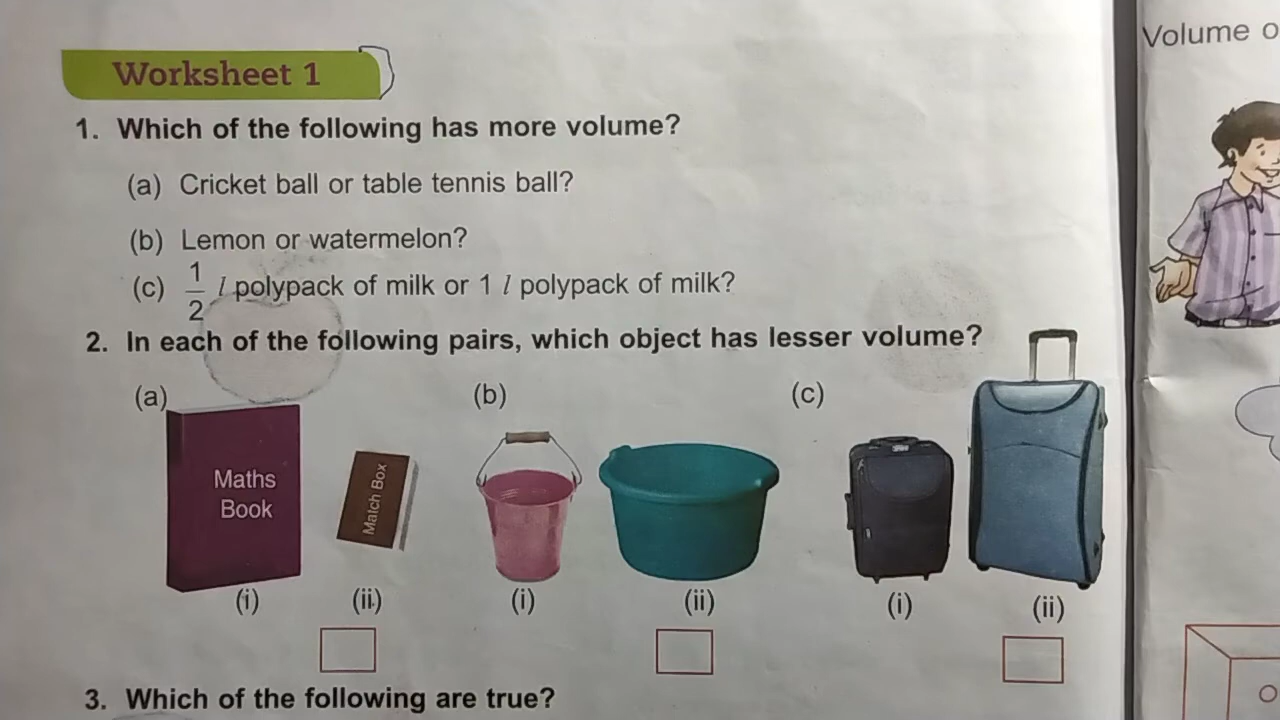 Worksheet 1
1. Which of the following has more volume?
(a) Cricket ball or table tennis ball?
(b) Lemon or watermelon?
(c) 1/2 l polypack of milk or 1 l polypack of milk?
2. In each of the following pairs, which object has lesser volume?
(a) (b) (c)
Maths
Book
Match Box
(i) (ii) (i) (ii) (i) (ii)
3. Which of the following are true?
Volume o